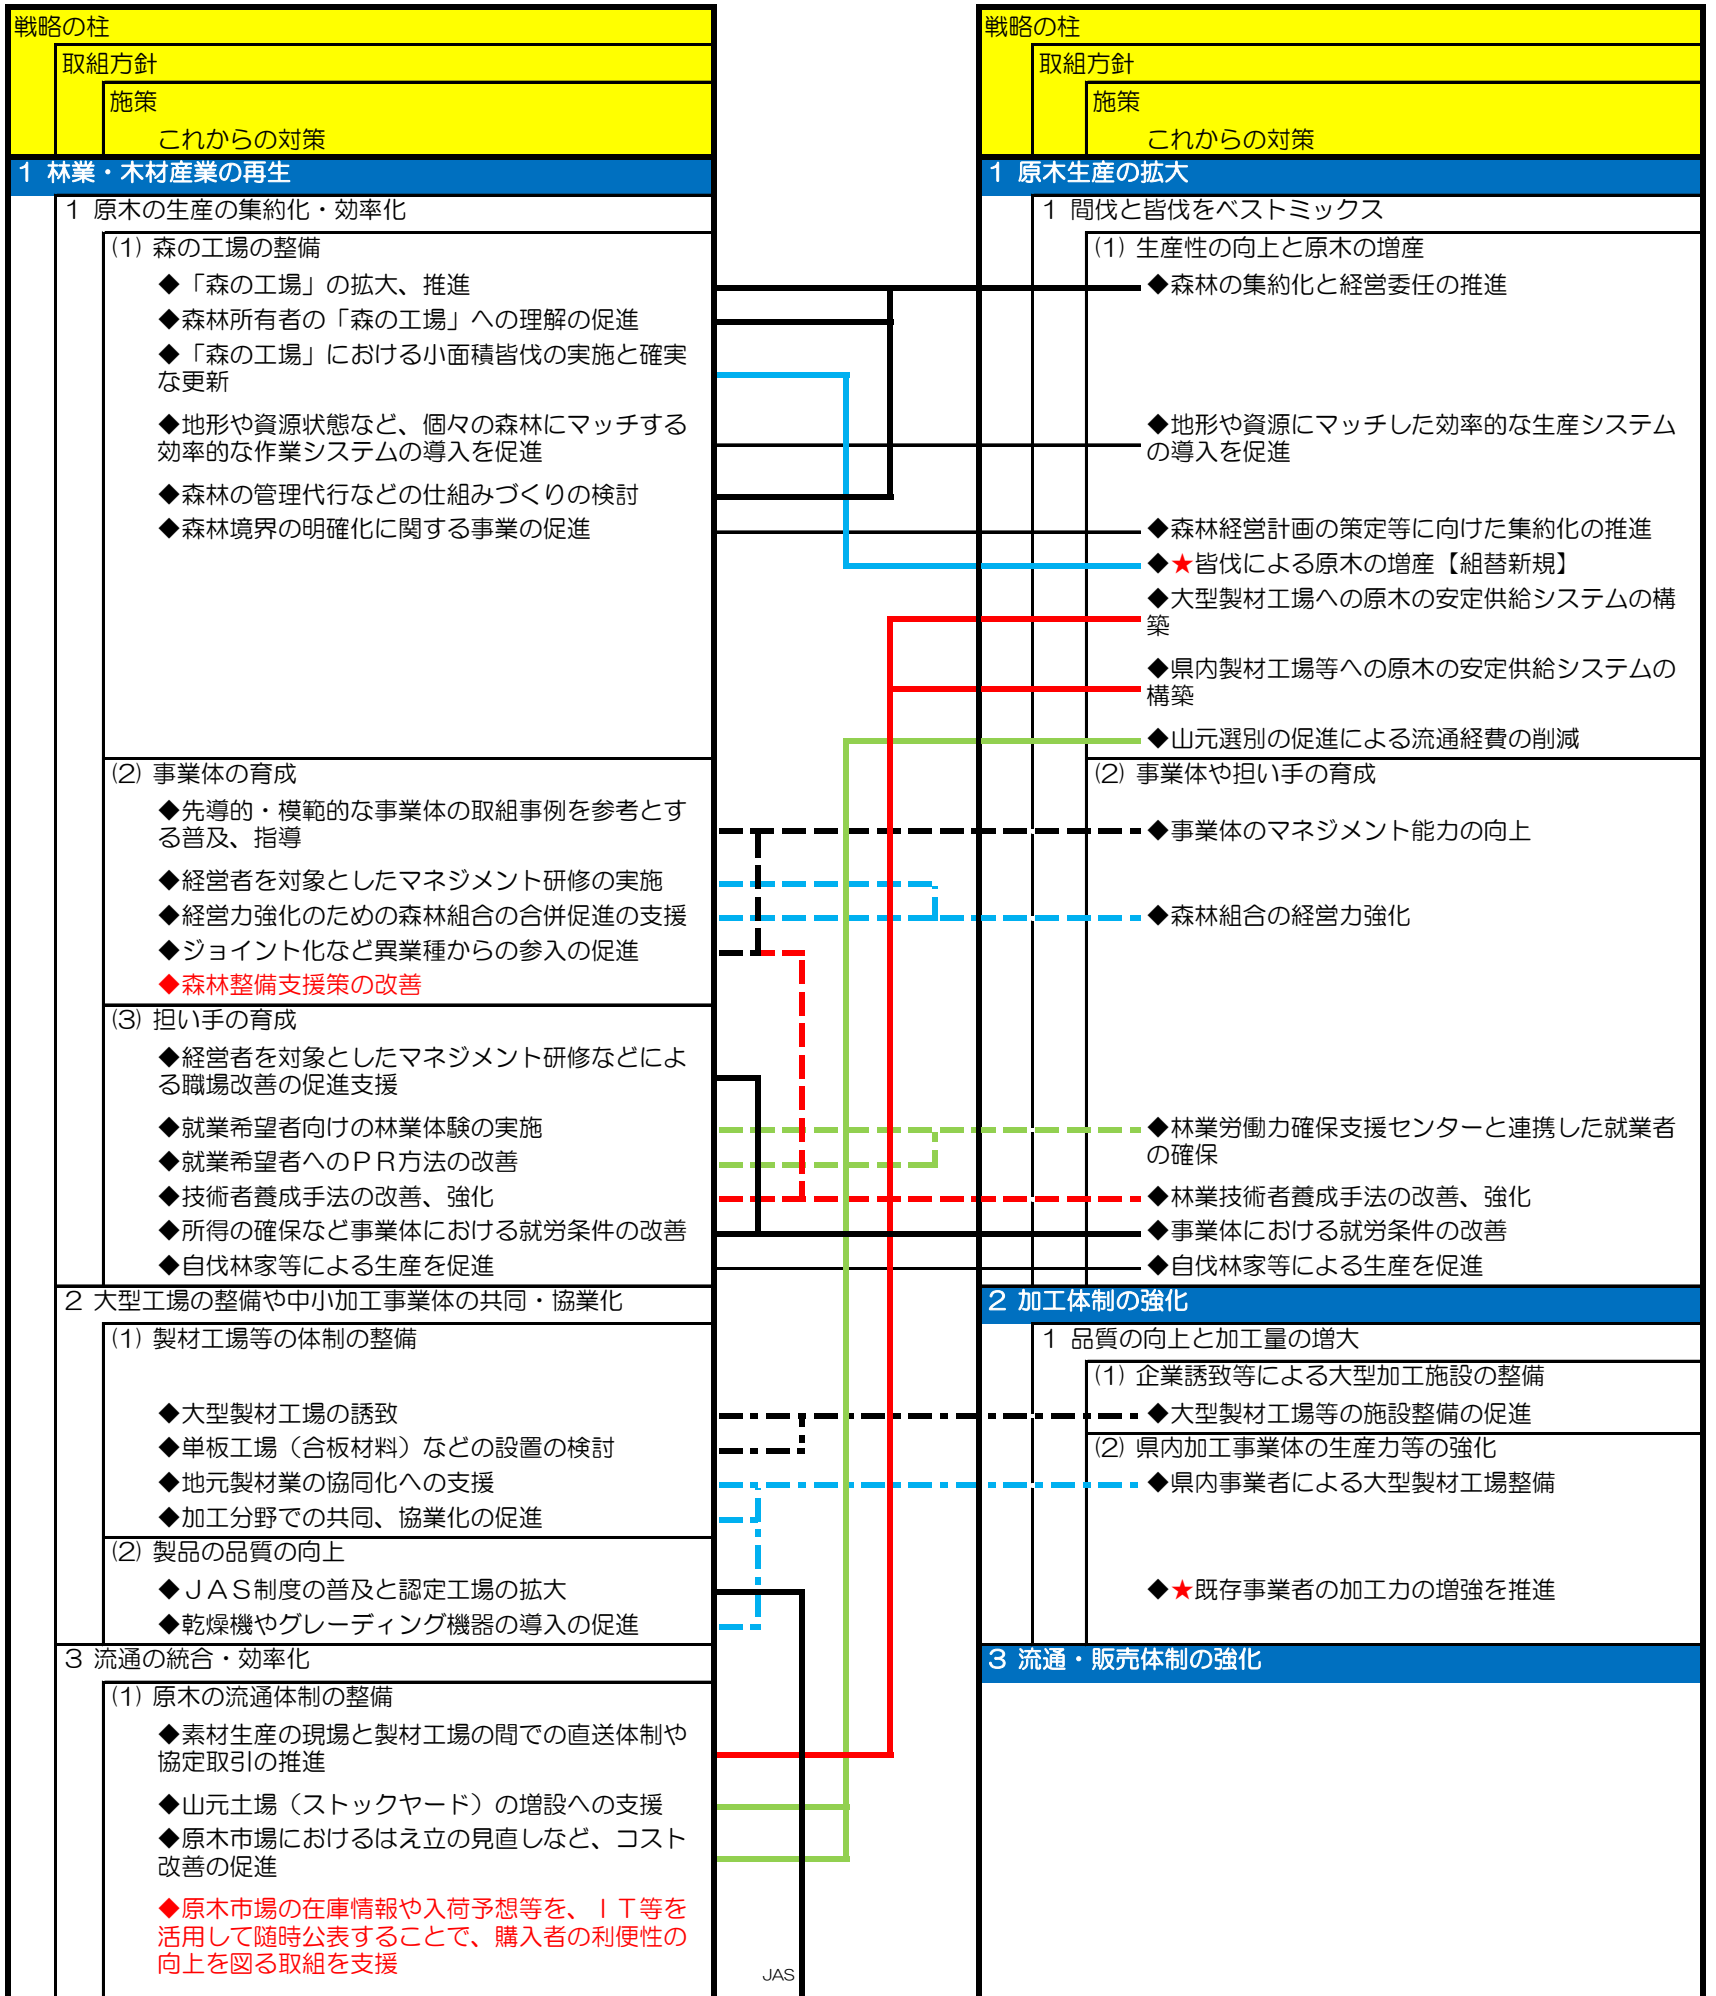 戦略の柱
取組方針
施策
これからの対策
1 林業・木材産業の再生
1 原木の生産の集約化・効率化
(1) 森の工場の整備
◆「森の工場」の拡大、推進
◆森林所有者の「森の工場」への理解の促進
◆「森の工場」における小面積皆伐の実施と確実
な更新
◆地形や資源状態など、個々の森林にマッチする
効率的な作業システムの導入を促進
◆森林の管理代行などの仕組みづくりの検討
◆森林境界の明確化に関する事業の促進
(2) 事業体の育成
◆先導的・模範的な事業体の取組事例を参考とす
る普及、指導
◆経営者を対象としたマネジメント研修の実施
◆経営力強化のための森林組合の合併促進の支援
◆ジョイント化など異業種からの参入の促進
◆森林整備支援策の改善
(3) 担い手の育成
◆経営者を対象としたマネジメント研修などによ
る職場改善の促進支援
◆就業希望者向けの林業体験の実施
◆就業希望者へのPR方法の改善
◆技術者養成手法の改善、強化
◆所得の確保など事業体における就労条件の改善
◆自伐林家等による生産を促進
2 大型工場の整備や中小加工事業体の共同・協業化
(1) 製材工場等の体制の整備
◆大型製材工場の誘致
◆単板工場（合板材料）などの設置の検討
◆地元製材業の協同化への支援
◆加工分野での共同、協業化の促進
(2) 製品の品質の向上
◆JAS制度の普及と認定工場の拡大
◆乾燥機やグレーディング機器の導入の促進
3 流通の統合・効率化
(1) 原木の流通体制の整備
◆素材生産の現場と製材工場の間での直送体制や
協定取引の推進
◆山元土場（ストックヤード）の増設への支援
◆原木市場におけるはえ立の見直しなど、コスト
改善の促進
◆原木市場の在庫情報や入荷予想等を、IT等を
活用して随時公表することで、購入者の利便性の
向上を図る取組を支援
JAS
戦略の柱
取組方針
施策
これからの対策
1 原木生産の拡大
1 間伐と皆伐をベストミックス
(1) 生産性の向上と原木の増産
◆森林の集約化と経営委任の推進
◆地形や資源にマッチした効率的な生産システム
の導入を促進
◆森林経営計画の策定等に向けた集約化の推進
◆★皆伐による原木の増産【組替新規】
◆大型製材工場への原木の安定供給システムの構
築
◆県内製材工場等への原木の安定供給システムの
構築
◆山元選別の促進による流通経費の削減
(2) 事業体や担い手の育成
◆事業体のマネジメント能力の向上
◆森林組合の経営力強化
◆林業労働力確保支援センターと連携した就業者
の確保
◆林業技術者養成手法の改善、強化
◆事業体における就労条件の改善
◆自伐林家等による生産を促進
2 加工体制の強化
1 品質の向上と加工量の増大
(1) 企業誘致等による大型加工施設の整備
◆大型製材工場等の施設整備の促進
(2) 県内加工事業体の生産力等の強化
◆県内事業者による大型製材工場整備
◆★既存事業者の加工力の増強を推進
3 流通・販売体制の強化